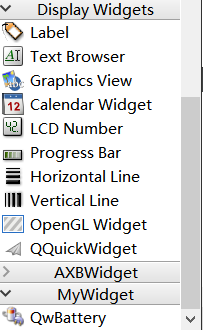 Display Widgets
Label
Text Browser
Graphics View
Calendar Widget
LCD Number
Progress Bar
Horizontal Line
Vertical Line
OpenGL Widget
QQuickWidget
AXBWidget
MyWidget
QwBattery